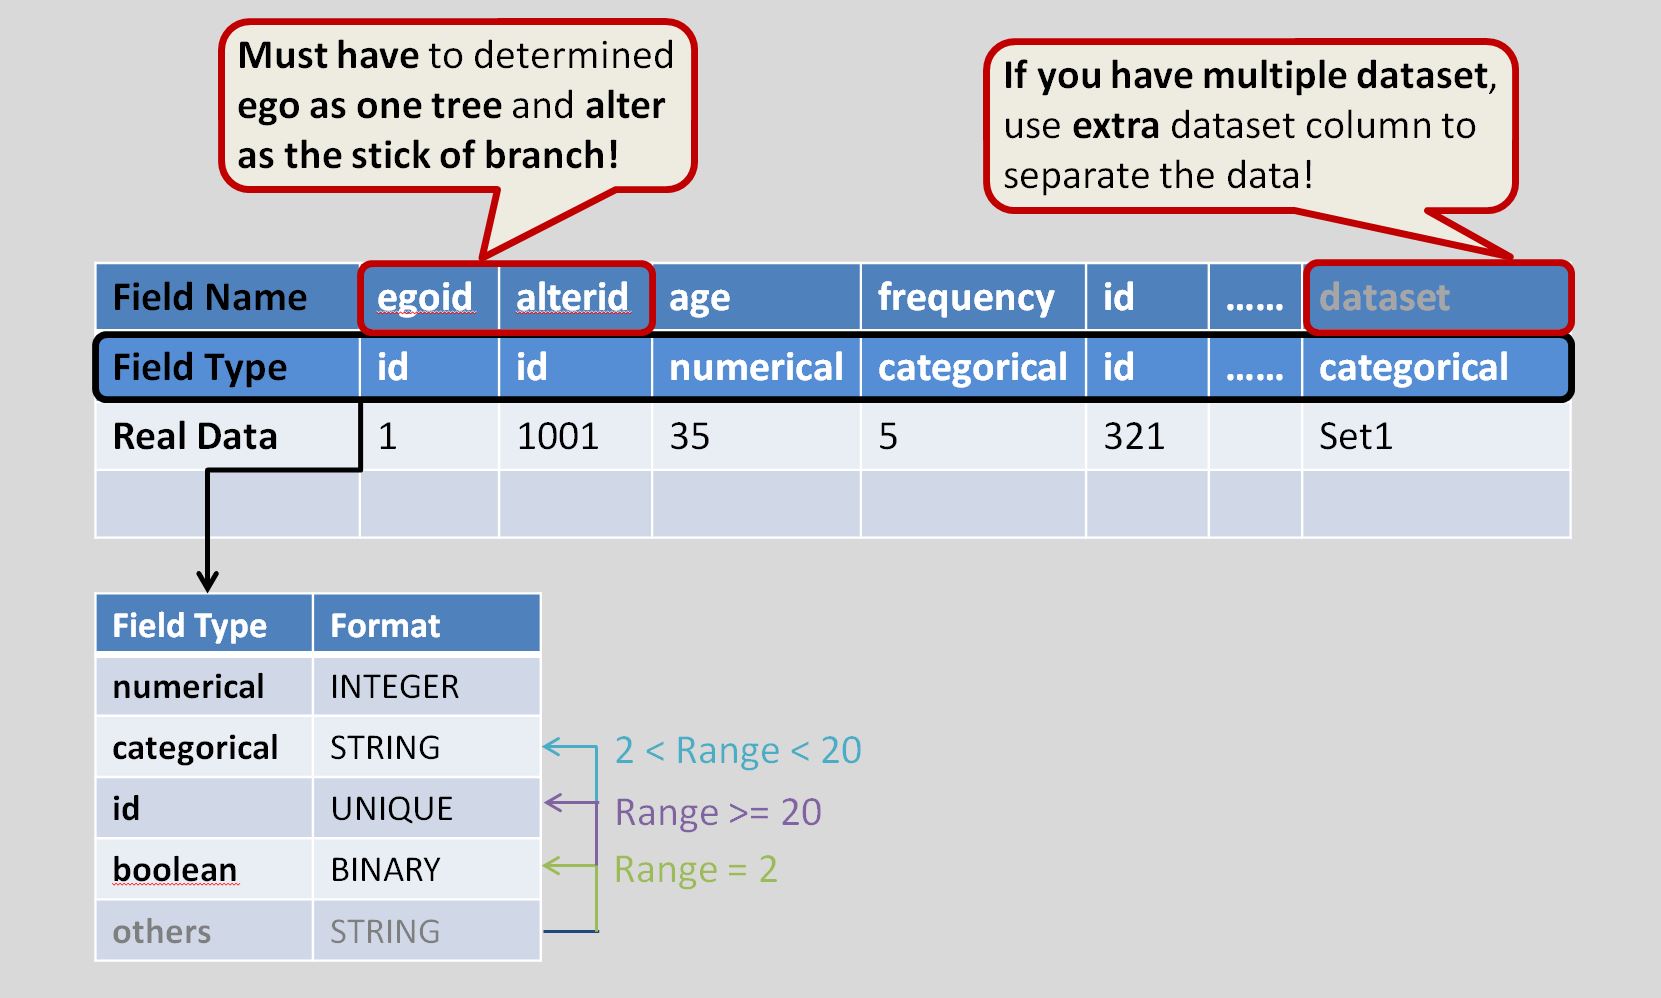 Must have to determined
ego as one tree and alter
as the stick of branch!
If you have multiple dataset,
use extra dataset column to
separate the data!
Field Name egoid alterid age frequency id ...... dataset
Field Type id id numerical categorical id ...... categorical
Real Data 1 1001 35 5 321 Set1
Field Type Format
numerical INTEGER
categorical STRING
2 < Range < 20
id UNIQUE
Range >= 20
boolean BINARY
Range = 2
others STRING